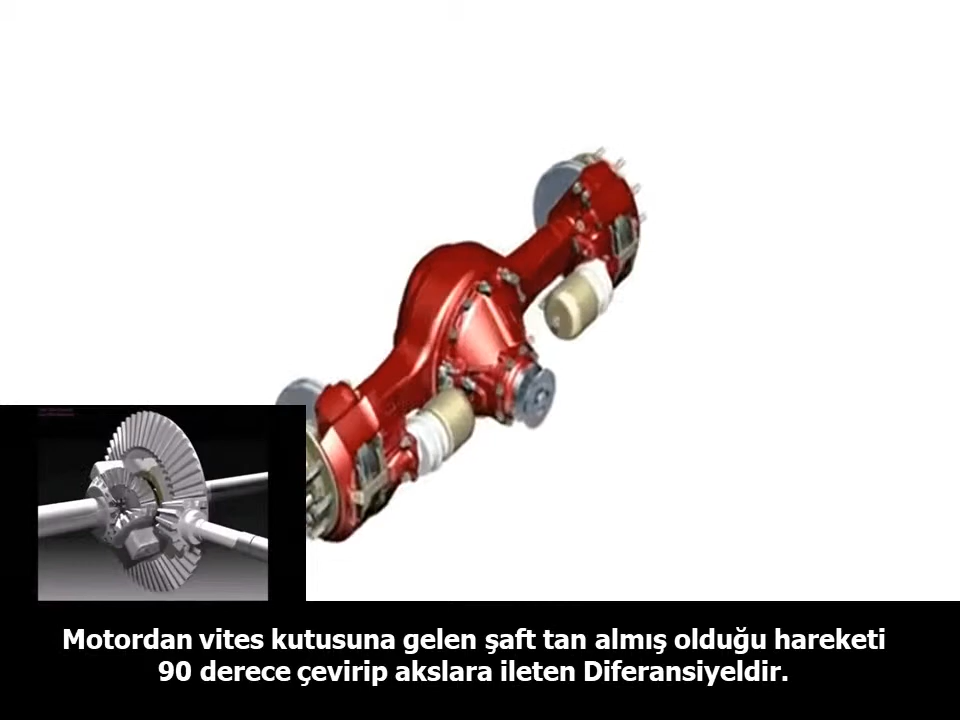 Motordan vites kutusuna gelen şaft tan almış olduğu hareketi
90 derece çevirip akslara ileten Diferansiyeldir.